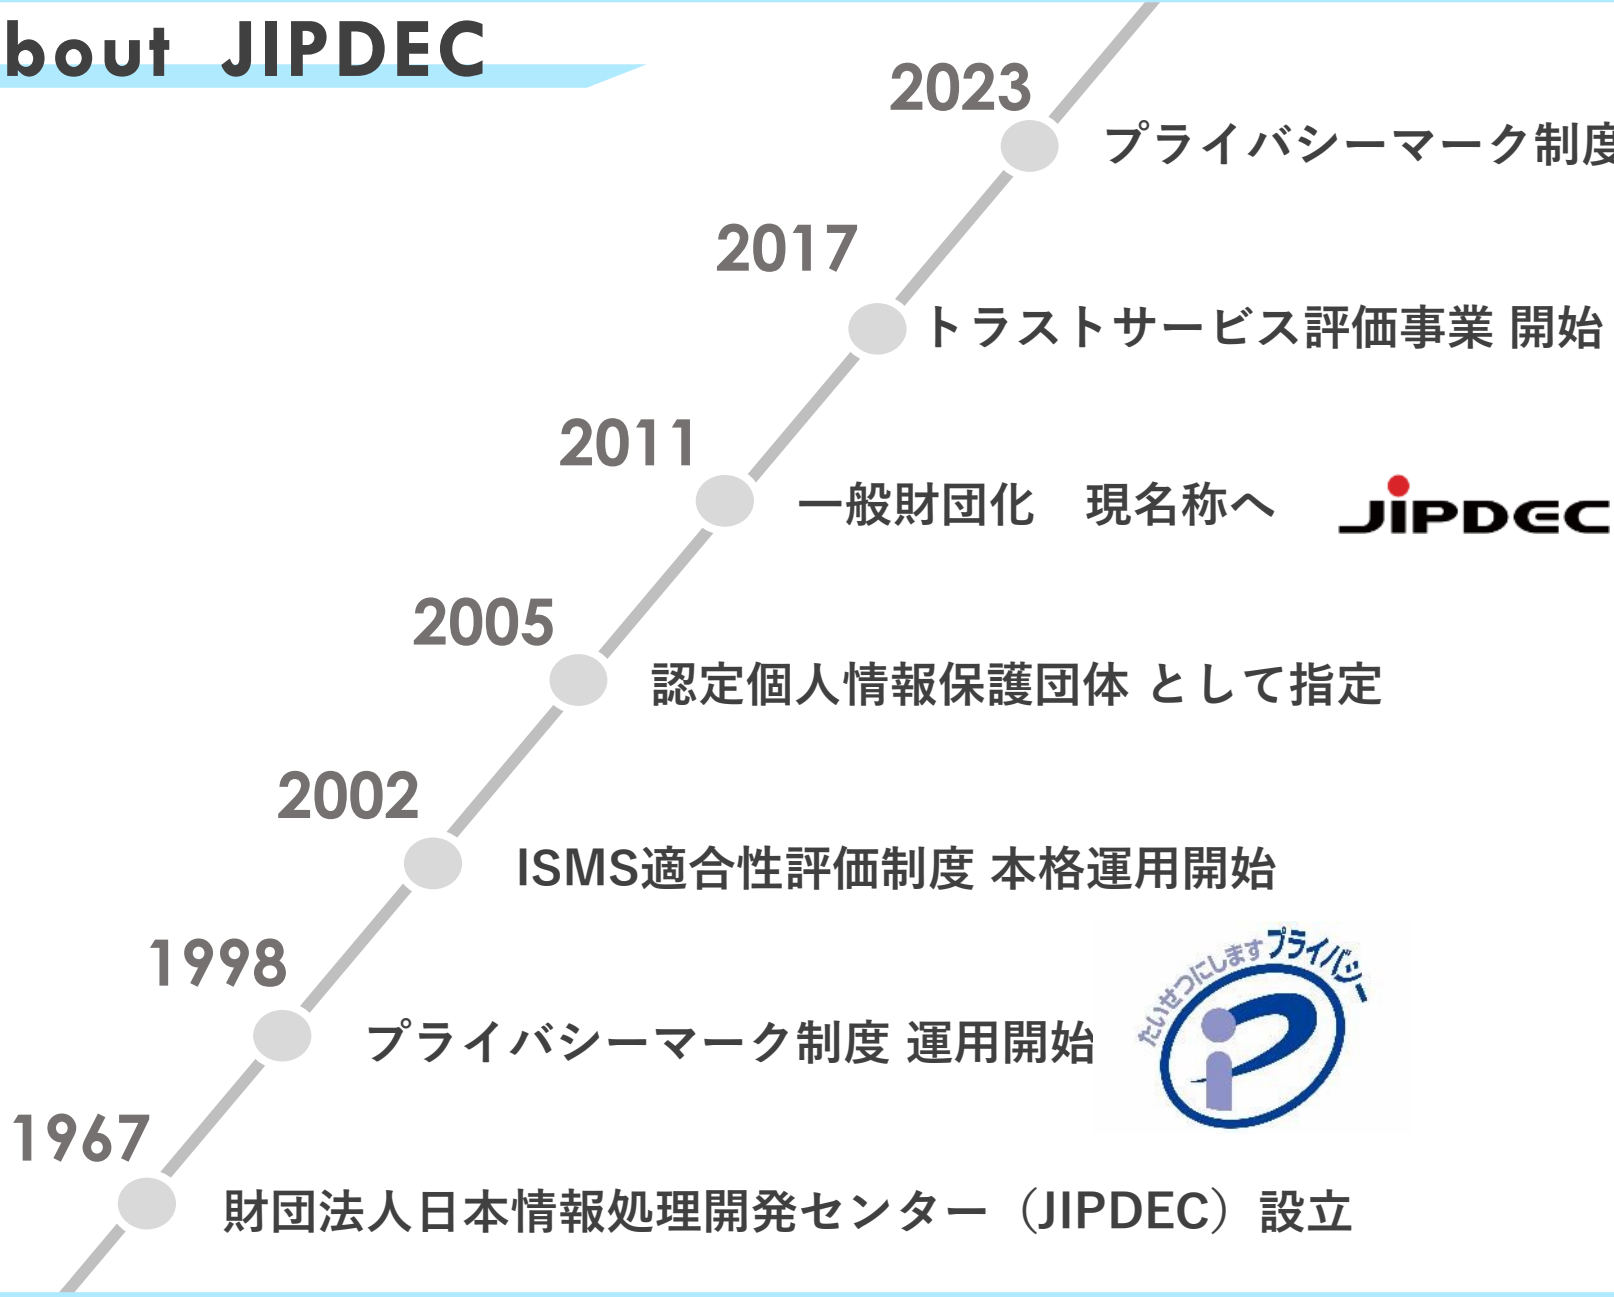 bout JIPDEC
2023
プライバシーマーク制度
2017
トラストサービス評価事業 開始
2011
一般財団化　現名称へ
JIPDEC
2005
認定個人情報保護団体 として指定
2002
ISMS適合性評価制度 本格運用開始
1998
プライバシーマーク制度 運用開始
たいせつにします プライバシー
1967
財団法人日本情報処理開発センター（JIPDEC）設立